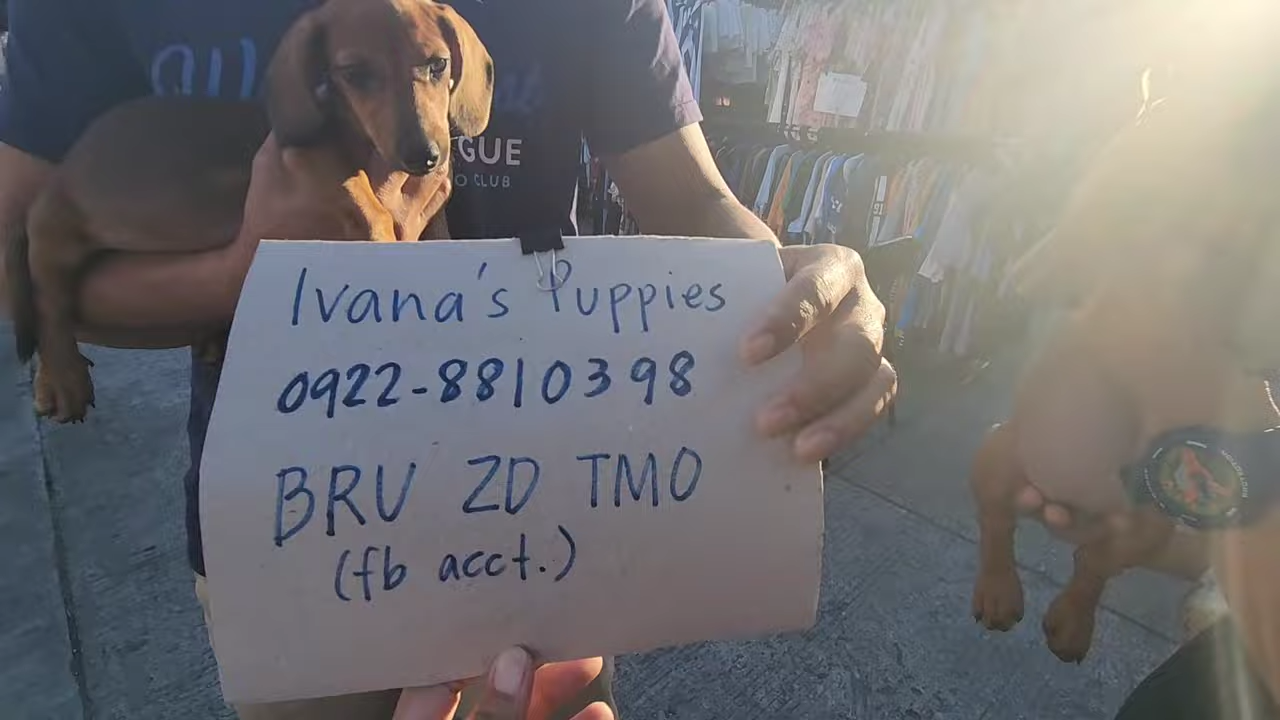 GUE
O CLUB
Ivana's Puppies
0922-8810398
BRU ZD TMO
(fb acct.)